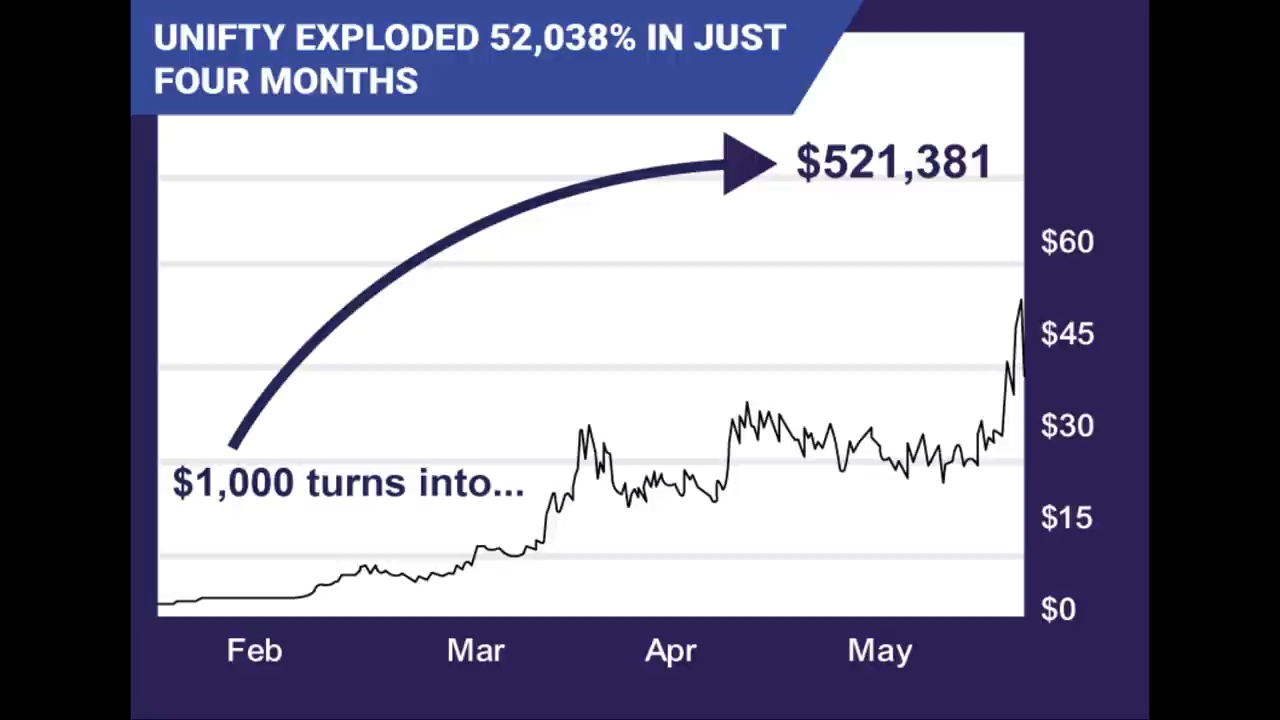 UNIFTY EXPLODED 52,038% IN JUST
FOUR MONTHS
$521,381
$1,000 turns into...
$60
$45
$30
$15
$0
Feb
Mar
Apr
May